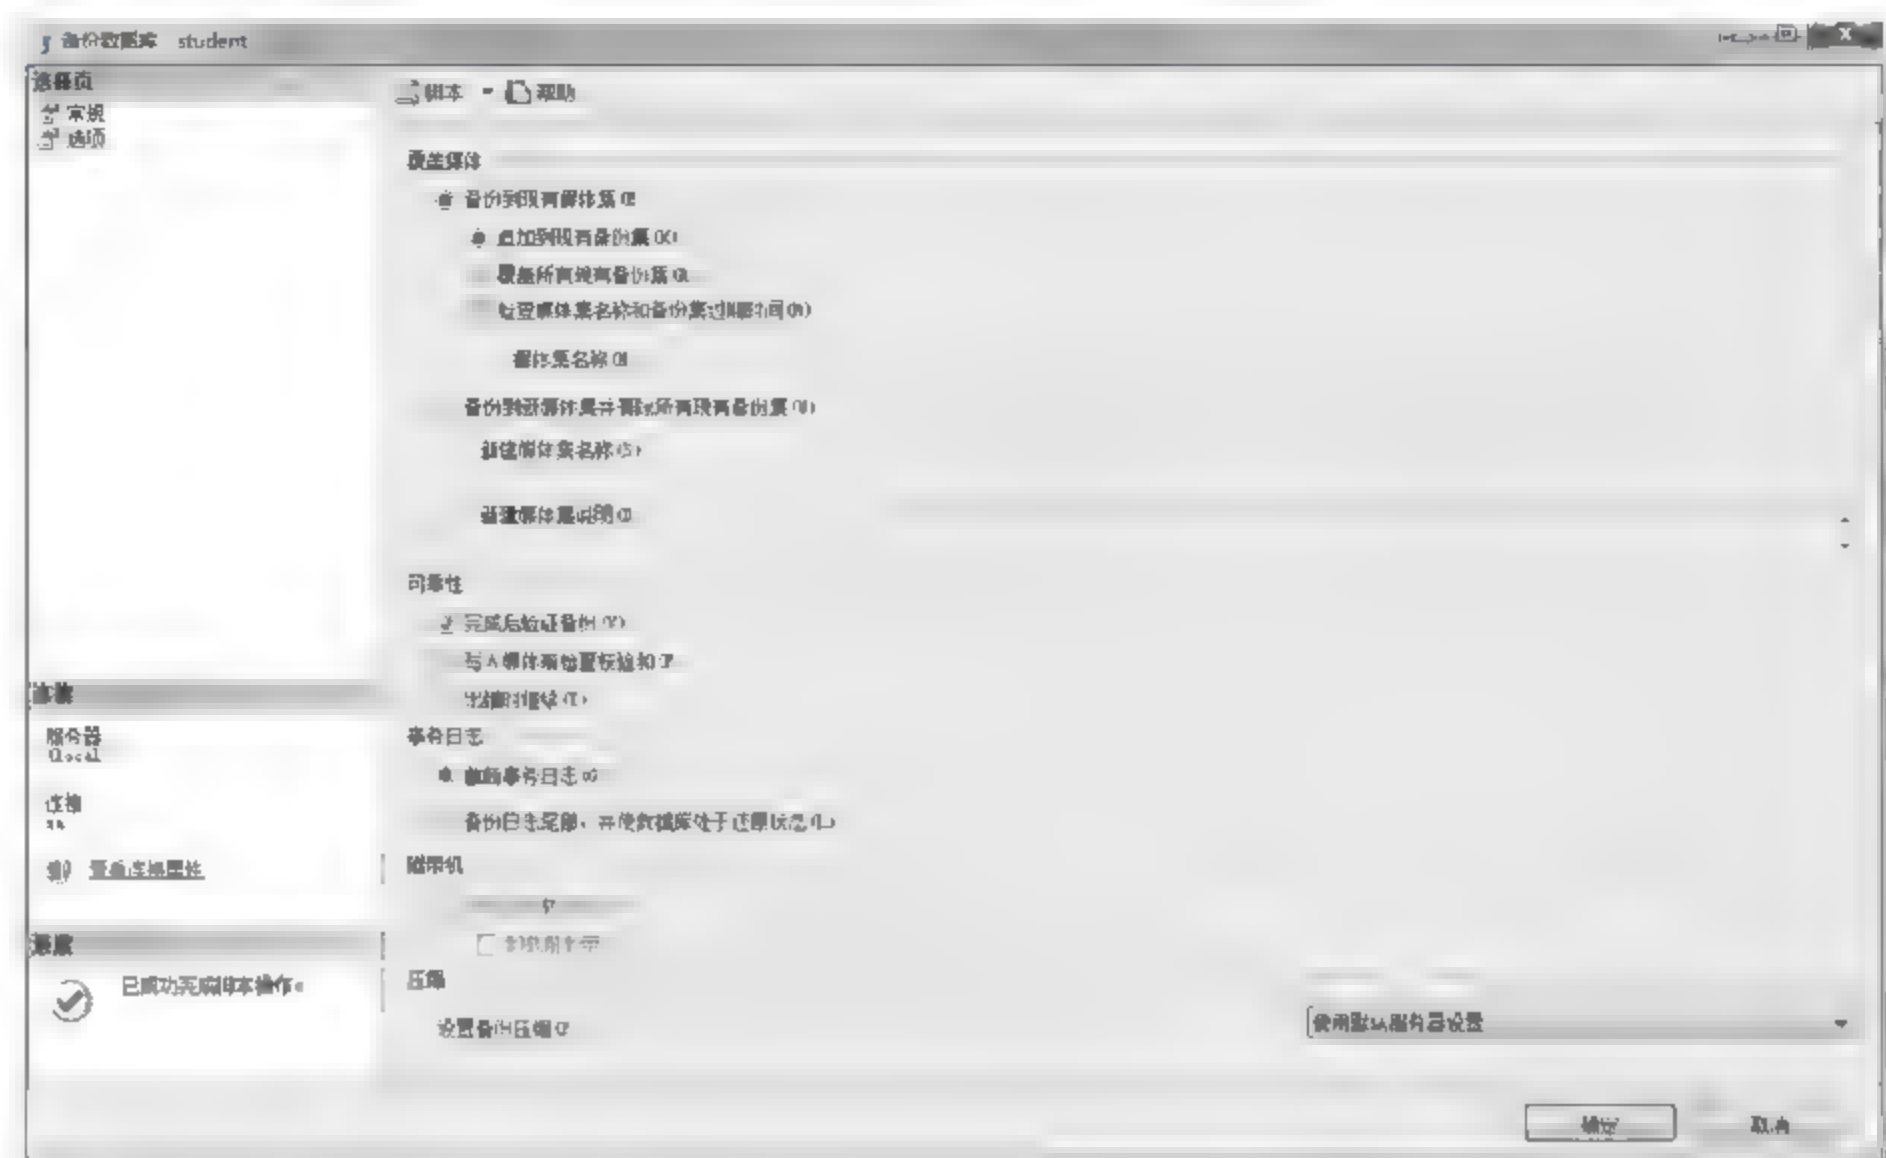 备份数据库 student
选择页
常规
选项
脚本 帮助
覆盖媒体
备份到现有媒体集(E)
追加到现有备份集(H)
覆盖所有现有备份集(R)
检查媒体集名称和备份集过期时间(N)
媒体集名称(M)
备份到新媒体集并清除所有现有备份集(U)
新建媒体集名称(S)
新建媒体集说明
可靠性
完成后验证备份(V)
写入媒体前检查校验和
出错时继续(T)
事务日志
截断事务日志
备份日志尾部，并使数据库处于还原状态(L)
磁带机
压缩
设置备份压缩
使用默认服务器设置
连接
服务器
(local)
连接
sa
查看连接属性
进度
已成功完成脚本操作。
确定 取消